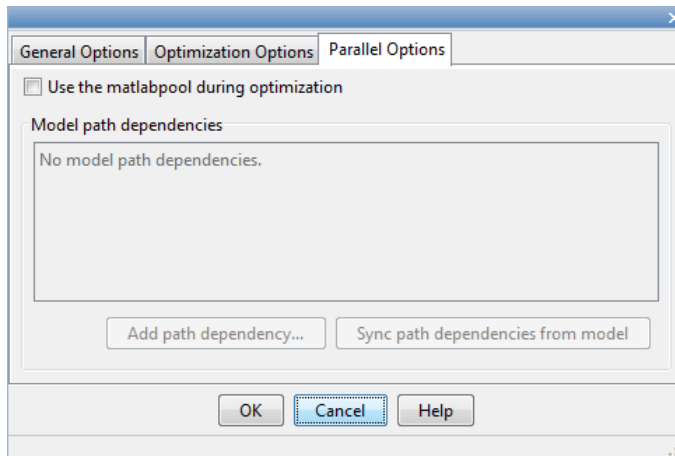 General Options Optimization Options Parallel Options
Use the matlabpool during optimization
Model path dependencies
No model path dependencies.
Add path dependency... Sync path dependencies from model
OK Cancel Help